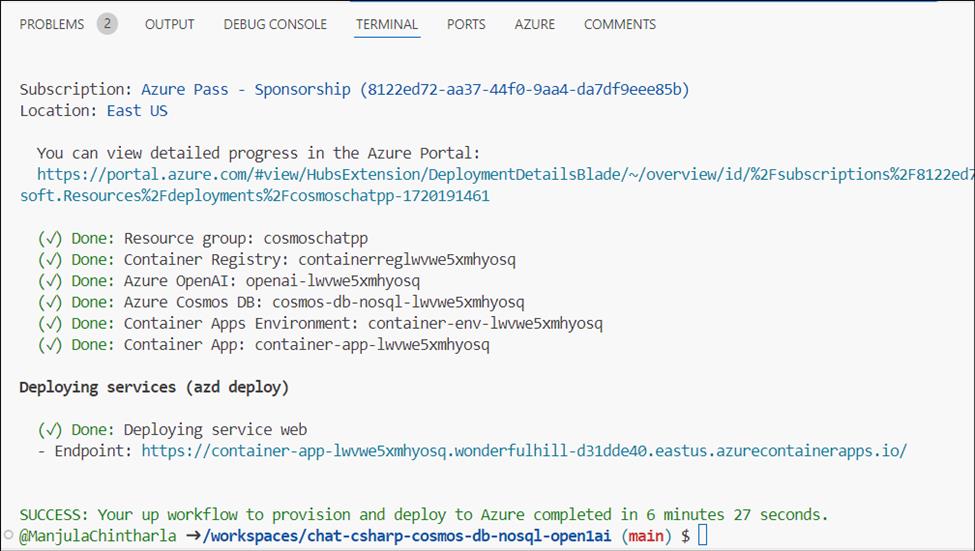 PROBLEMS 2 OUTPUT DEBUG CONSOLE TERMINAL PORTS AZURE COMMENTS
Subscription: Azure Pass - Sponsorship (8122ed72-aa37-44f0-9aa4-da7df9eee85b)
Location: East US
You can view detailed progress in the Azure Portal:
https://portal.azure.com/#view/HubsExtension/DeploymentDetailsBlade/~/overview/id/%2Fsubscriptions%2F8122ed7
soft.Resources%2Fdeployments%2Fcosmoschatpp-1720191461
(✓) Done: Resource group: cosmoschatpp
(✓) Done: Container Registry: containerreglwvwe5xmhyosq
(✓) Done: Azure OpenAI: openai-lwvwe5xmhyosq
(✓) Done: Azure Cosmos DB: cosmos-db-nosql-lwvwe5xmhyosq
(✓) Done: Container Apps Environment: container-env-lwvwe5xmhyosq
(✓) Done: Container App: container-app-lwvwe5xmhyosq
Deploying services (azd deploy)
(✓) Done: Deploying service web
- Endpoint: https://container-app-lwvwe5xmhyosq.wonderfulhill-d31dde40.eastus.azurecontainerapps.io/
SUCCESS: Your up workflow to provision and deploy to Azure completed in 6 minutes 27 seconds.
@ManjulaChintharla ➜/workspaces/chat-csharp-cosmos-db-nosql-open1ai (main) $